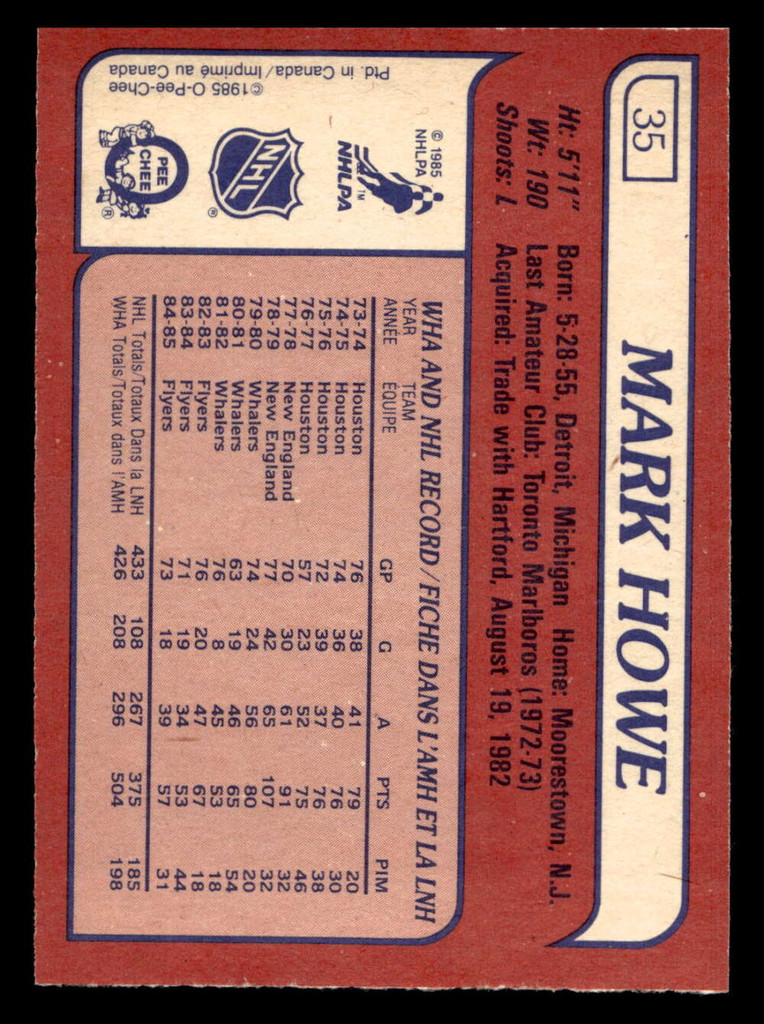 35
MARK HOWE
Ht: 5'11" Born: 5-28-55, Detroit, Michigan Home: Moorestown, N.J.
Wt: 190 Last Amateur Club: Toronto Marlboros (1972-73)
Shoots: L Acquired: Trade with Hartford, August 19, 1982
© 1985
NHLPA
NHLPA™
NHL
®
O
PEE
CHEE
®
©1985 O-Pee-Chee
Ptd. in Canada/Imprimé au Canada
WHA AND NHL RECORD/FICHE DANS L'AMH ET LA LNH
YEAR TEAM GP G A PTS PIM
ANNÉE ÉQUIPE
73-74 Houston 76 38 41 79 20
74-75 Houston 74 36 40 76 30
75-76 Houston 72 39 37 76 38
76-77 Houston 57 23 52 75 46
77-78 New England 70 30 61 91 32
78-79 New England 77 42 65 107 32
79-80 Whalers 74 24 56 80 20
80-81 Whalers 63 19 46 65 54
81-82 Whalers 76 8 45 53 18
82-83 Flyers 76 20 47 67 18
83-84 Flyers 71 19 34 53 44
84-85 Flyers 73 18 39 57 31
NHL Totals/Totaux Dans la LNH 433 108 267 375 185
WHA Totals/Totaux dans l'AMH 426 208 296 504 198